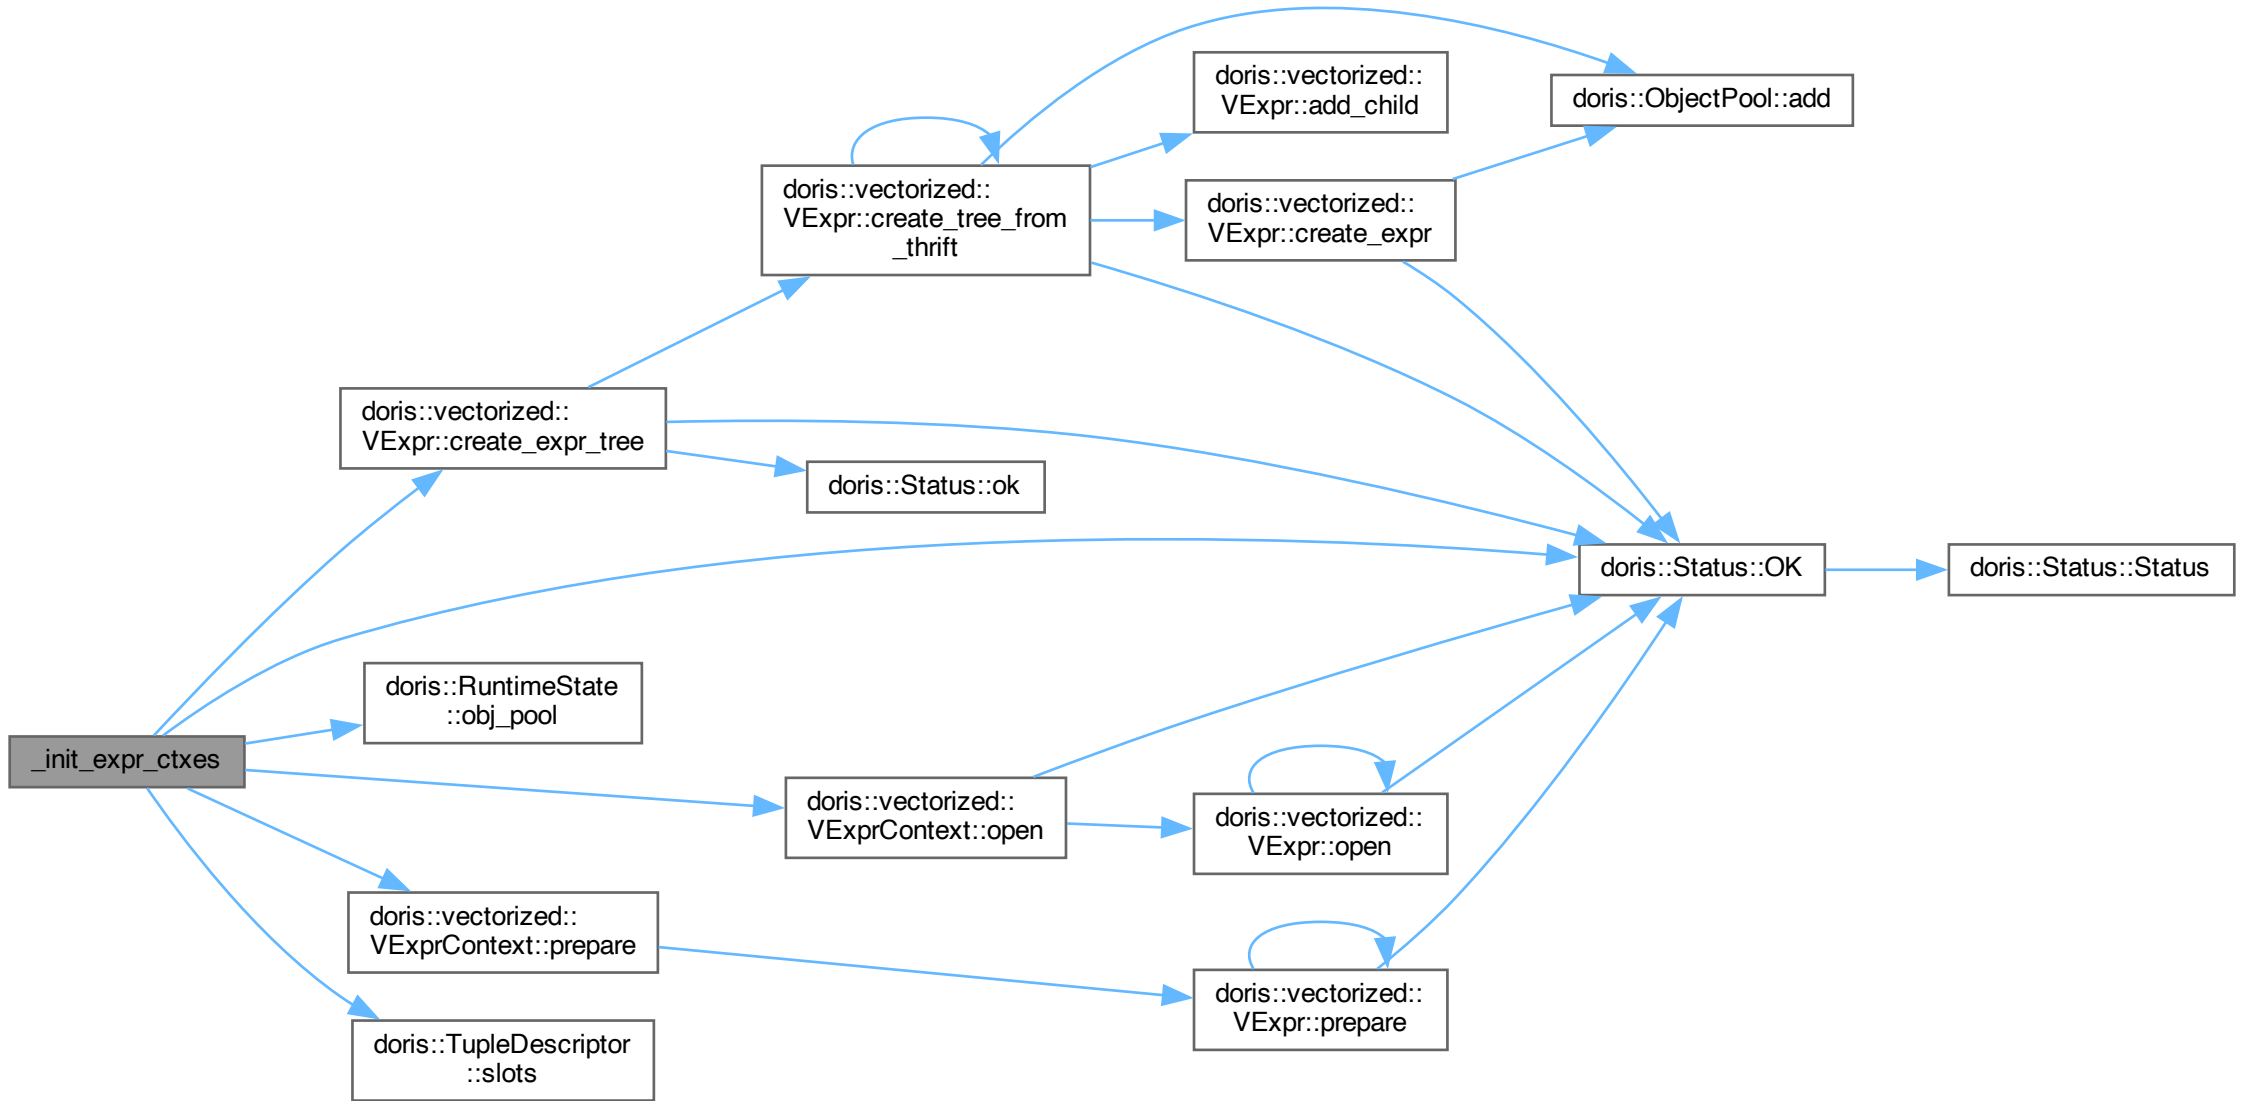 doris::vectorized::
VExpr::add_child
doris::ObjectPool::add
doris::vectorized::
VExpr::create_tree_from
_thrift
doris::vectorized::
VExpr::create_expr
doris::vectorized::
VExpr::create_expr_tree
doris::Status::ok
doris::Status::OK
doris::Status::Status
doris::RuntimeState
::obj_pool
_init_expr_ctxes
doris::vectorized::
VExprContext::open
doris::vectorized::
VExpr::open
doris::vectorized::
VExprContext::prepare
doris::vectorized::
VExpr::prepare
doris::TupleDescriptor
::slots